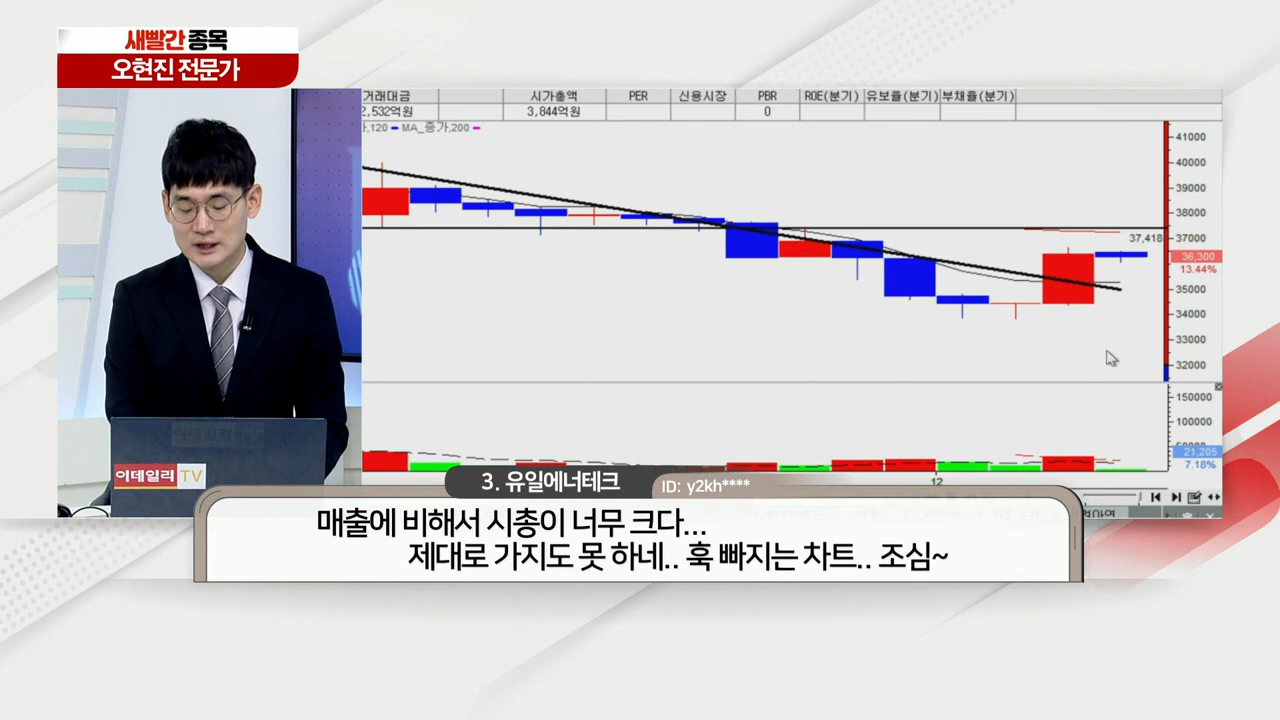 새빨간 종목
오현진 전문가
거래대금 시가총액 PER 신용시장 PBR ROE(분기) 유보율(분기) 부채율(분기)
2,532억원 3,844억원 0
가,120 MA_종가,200
41000
40000
39000
38000
37,418
37000
36,300
13.44%
35000
34000
33000
32000
150000
100000
50000
21,205
7.18%
12
이데일리 TV
3. 유일에너테크
ID: y2kh****
매출에 비해서 시총이 너무 크다...
제대로 가지도 못 하네.. 훅 빠지는 차트.. 조심~